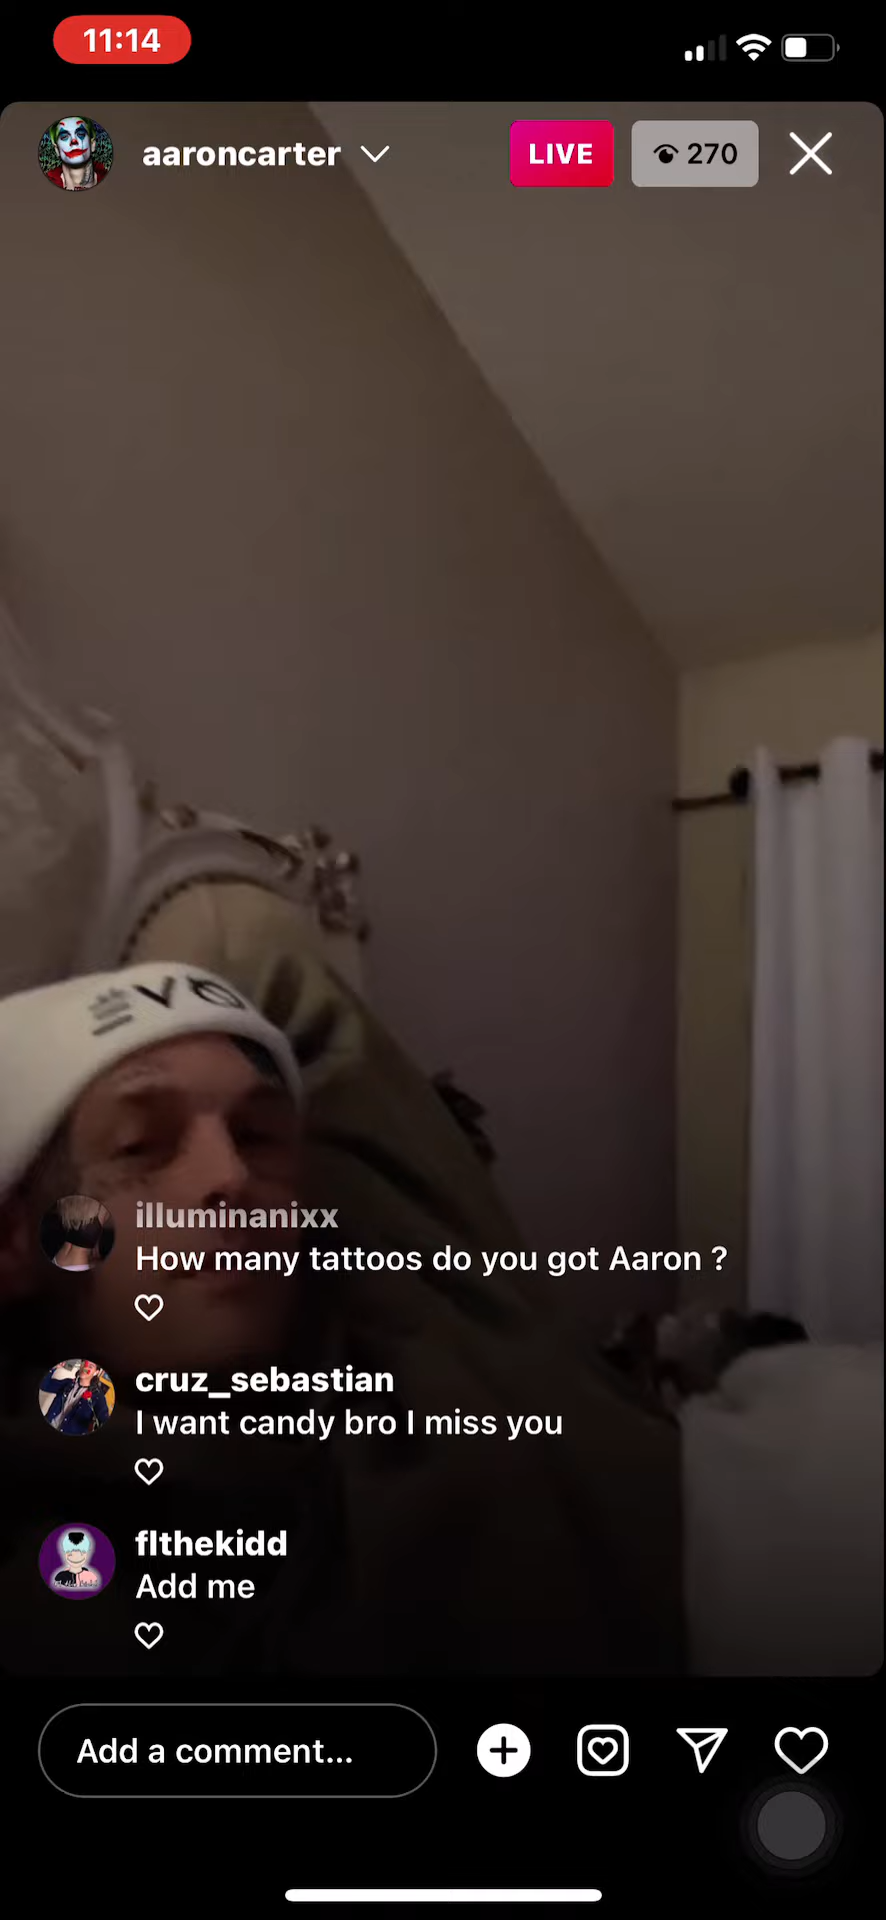 11:14
aaroncarter
LIVE
270
illuminanixx
How many tattoos do you got Aaron ?
cruz_sebastian
I want candy bro I miss you
flthekidd
Add me
Add a comment...